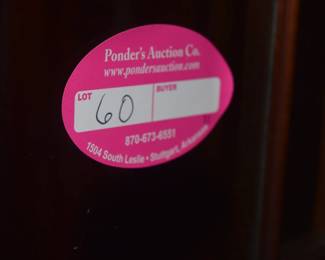 Ponder's Auction Co.
www.pondersauction.com
LOT
BUYER
60
870-673-6551
1504 South Leslie • Stuttgart, Arkansas